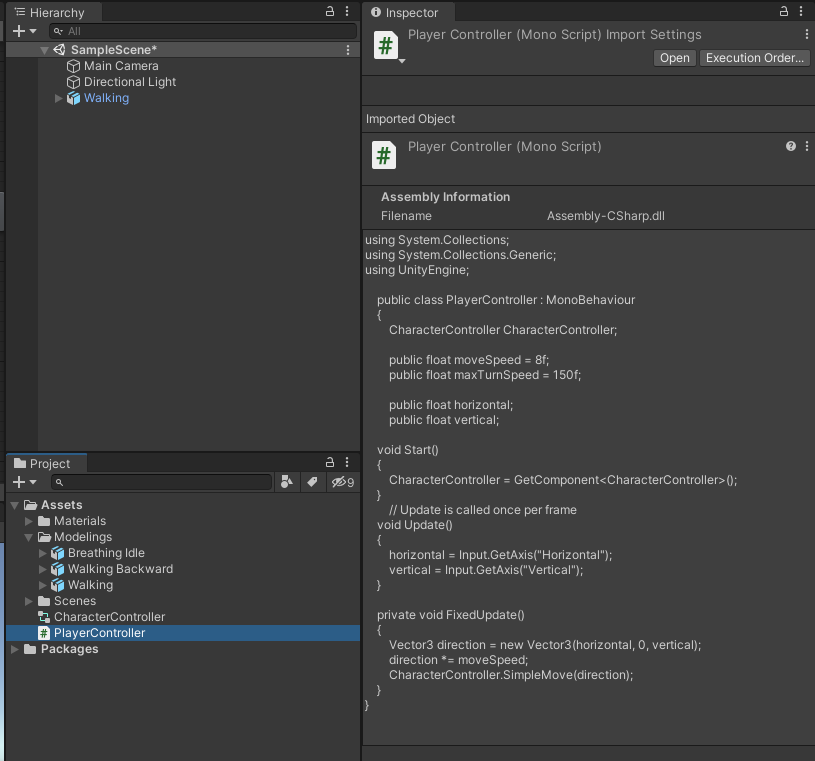 Hierarchy
All
SampleScene*
Main Camera
Directional Light
Walking
Project
9
Assets
Materials
Modelings
Breathing Idle
Walking Backward
Walking
Scenes
CharacterController
# PlayerController
Packages
Inspector
# Player Controller (Mono Script) Import Settings
Open Execution Order...
Imported Object
# Player Controller (Mono Script)
Assembly Information
Filename Assembly-CSharp.dll
using System.Collections;
using System.Collections.Generic;
using UnityEngine;
public class PlayerController : MonoBehaviour
{
CharacterController CharacterController;
public float moveSpeed = 8f;
public float maxTurnSpeed = 150f;
public float horizontal;
public float vertical;
void Start()
{
CharacterController = GetComponent<CharacterController>();
}
// Update is called once per frame
void Update()
{
horizontal = Input.GetAxis("Horizontal");
vertical = Input.GetAxis("Vertical");
}
private void FixedUpdate()
{
Vector3 direction = new Vector3(horizontal, 0, vertical);
direction *= moveSpeed;
CharacterController.SimpleMove(direction);
}
}